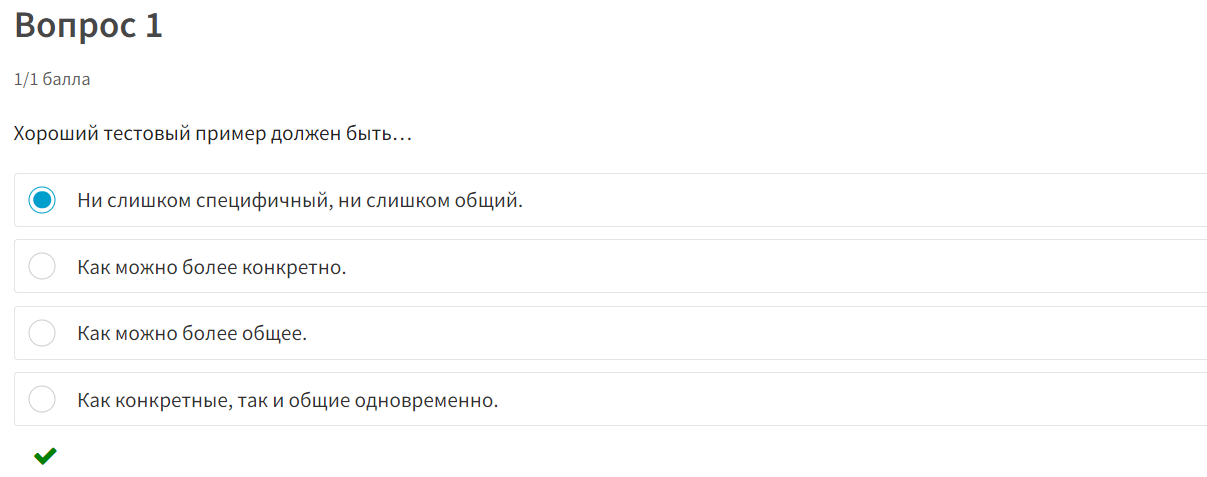 Вопрос 1
1/1 балла
Хороший тестовый пример должен быть…
Ни слишком специфичный, ни слишком общий.
Как можно более конкретно.
Как можно более общее.
Как конкретные, так и общие одновременно.